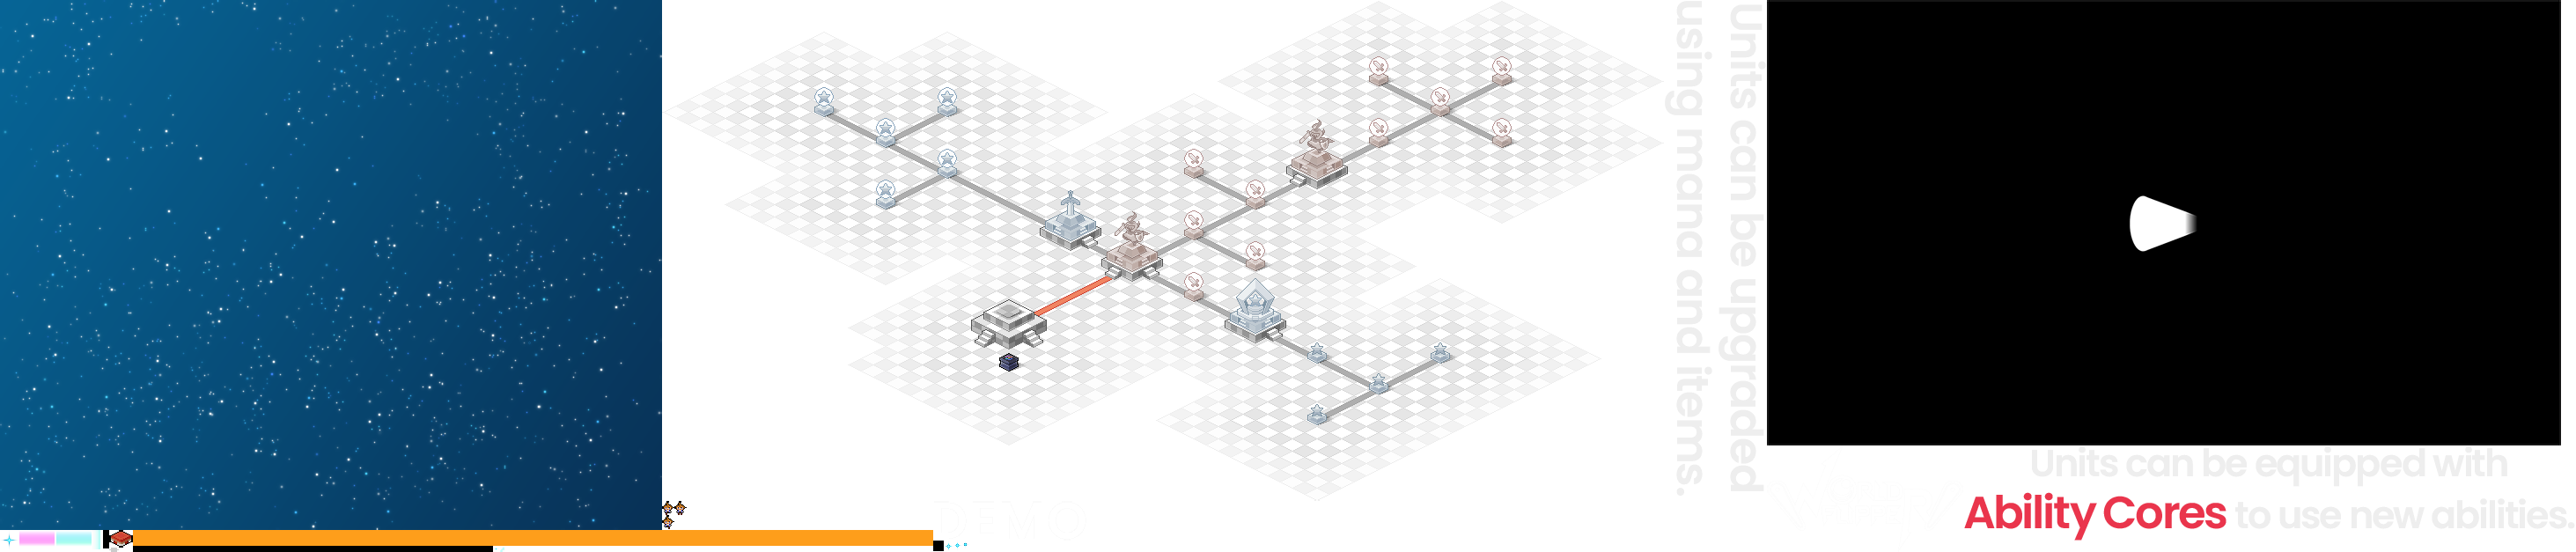 Units can be upgraded
using mana and items.
DEMO
Units can be equipped with
Ability Cores to use new abilities.